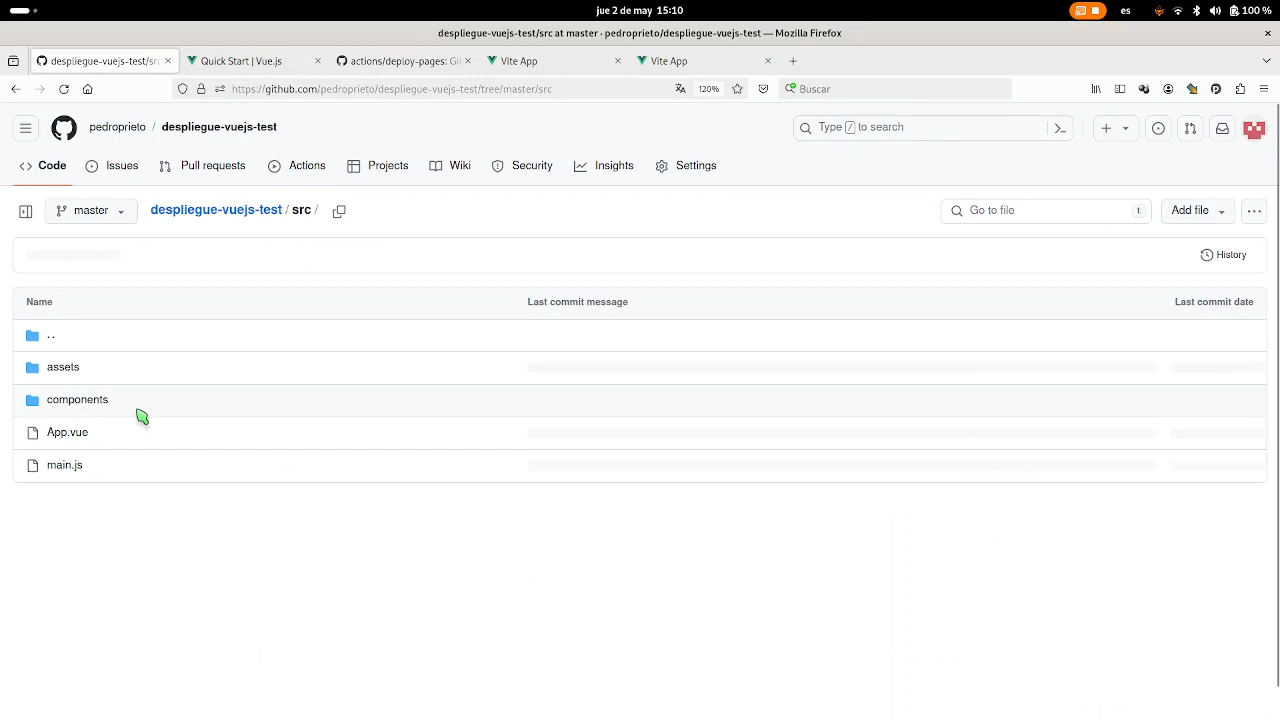 jue 2 de may 15:10
es
100 %
despliegue-vuejs-test/src at master · pedroprieto/despliegue-vuejs-test — Mozilla Firefox
despliegue-vuejs-test/src
Quick Start | Vue.js
actions/deploy-pages: Git
Vite App
Vite App
https://github.com/pedroprieto/despliegue-vuejs-test/tree/master/src
120%
Buscar
pedroprieto / despliegue-vuejs-test
Type / to search
Code
Issues
Pull requests
Actions
Projects
Wiki
Security
Insights
Settings
master
despliegue-vuejs-test / src /
Go to file
t
Add file
History
Name
Last commit message
Last commit date
..
assets
components
App.vue
main.js